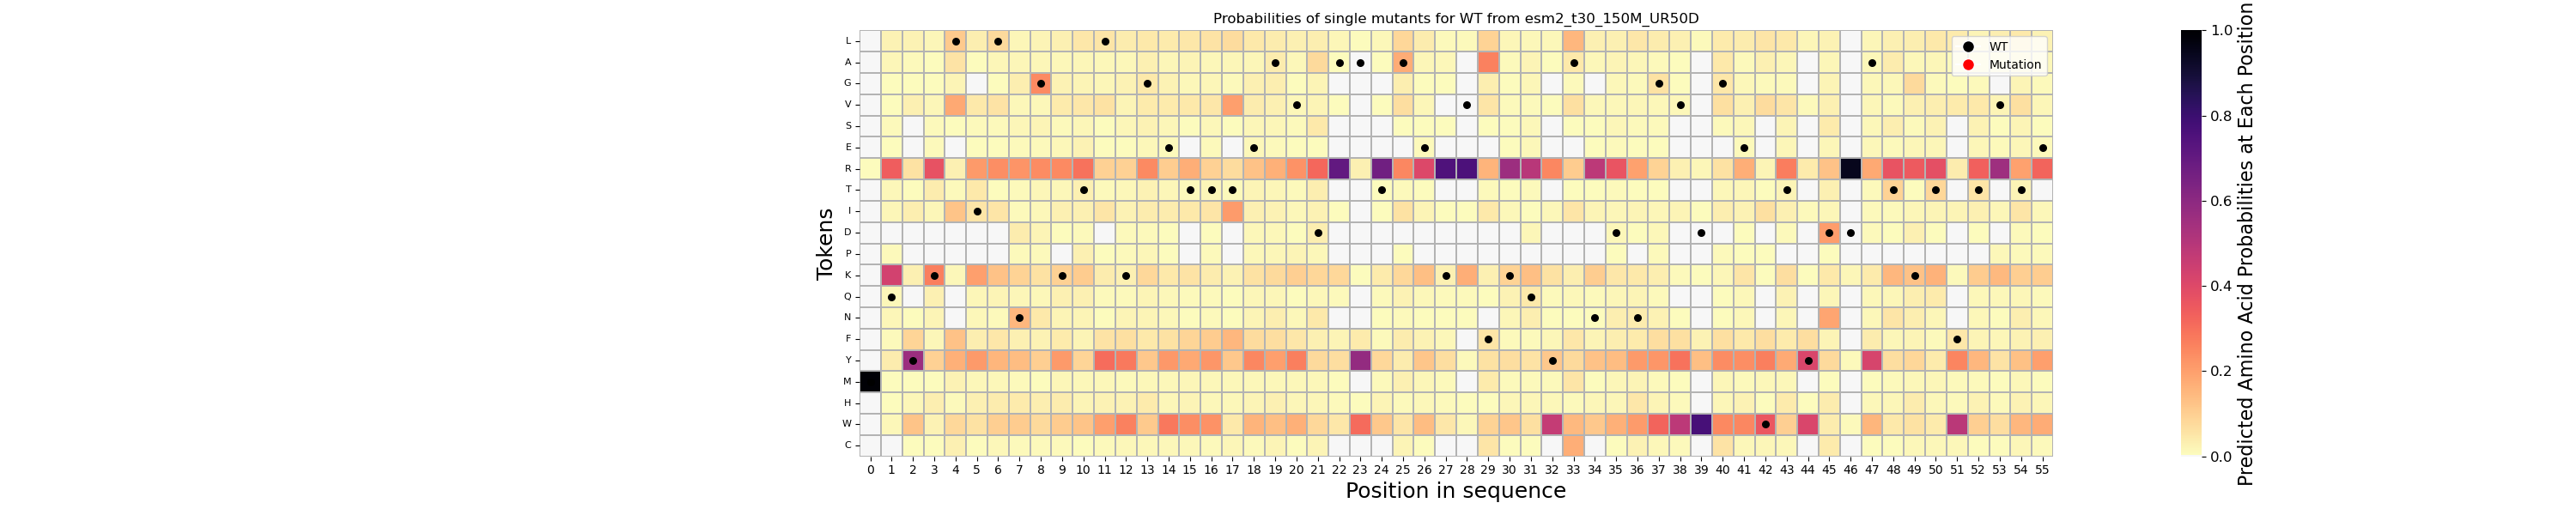 Probabilities of single mutants for WT from esm2_t30_150M_UR50D
L
A
G
V
S
E
R
T
I
D
P
K
Q
N
F
Y
M
H
W
C
Tokens
0 1 2 3 4 5 6 7 8 9 10 11 12 13 14 15 16 17 18 19 20 21 22 23 24 25 26 27 28 29 30 31 32 33 34 35 36 37 38 39 40 41 42 43 44 45 46 47 48 49 50 51 52 53 54 55
Position in sequence
WT
Mutation
1.0
0.8
0.6
0.4
0.2
0.0
Predicted Amino Acid Probabilities at Each Position